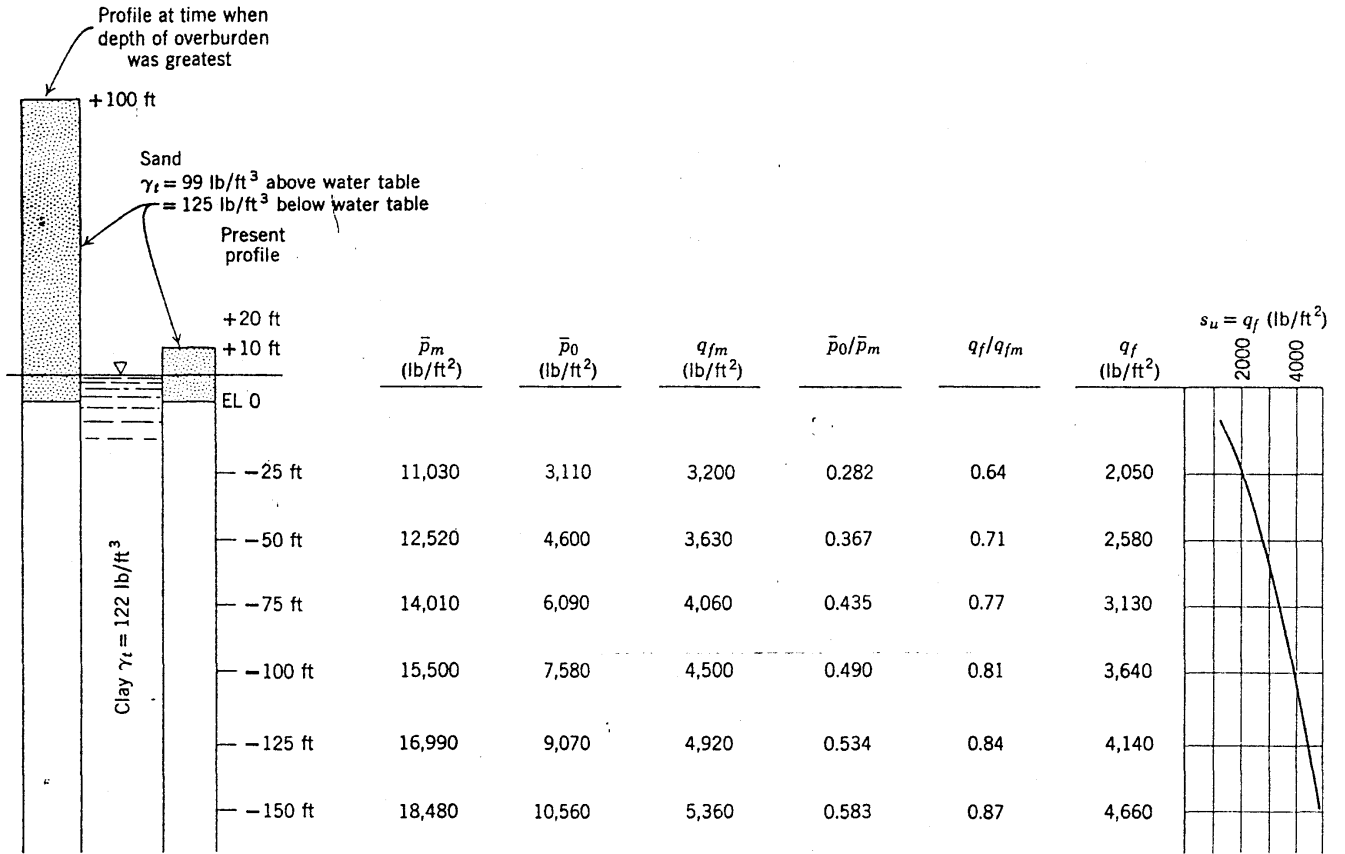 Profile at time when
depth of overburden
was greatest
+100 ft
Sand
γt = 99 lb/ft³ above water table
= 125 lb/ft³ below water table
Present
profile
+20 ft
+10 ft
EL 0
p̄m
(lb/ft²)
p̄0
(lb/ft²)
qfm
(lb/ft²)
p̄0/p̄m
qf/qfm
qf
(lb/ft²)
su = qf (lb/ft²)
2000
4000
−25 ft 11,030 3,110 3,200 0.282 0.64 2,050
−50 ft 12,520 4,600 3,630 0.367 0.71 2,580
−75 ft 14,010 6,090 4,060 0.435 0.77 3,130
−100 ft 15,500 7,580 4,500 0.490 0.81 3,640
−125 ft 16,990 9,070 4,920 0.534 0.84 4,140
−150 ft 18,480 10,560 5,360 0.583 0.87 4,660
Clay γt = 122 lb/ft³